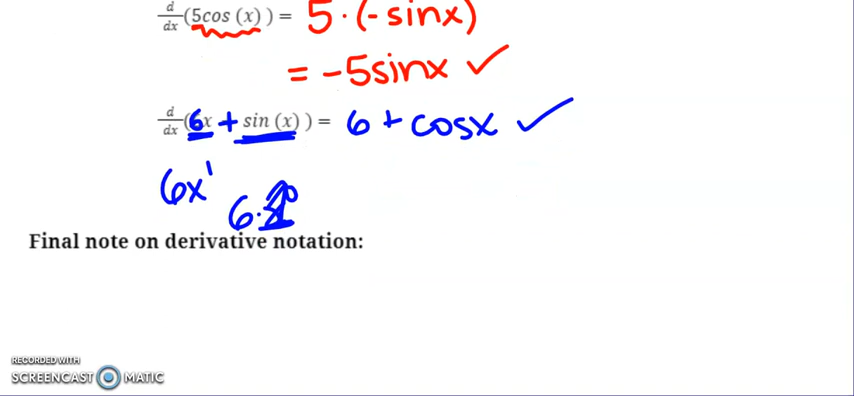 d/dx (5cos (x)) = 5 · (-sinx)
= -5sinx ✓
d/dx (6x + sin (x)) = 6 + cosx ✓
6x¹
6·
Final note on derivative notation:
RECORDED WITH
SCREENCAST MATIC